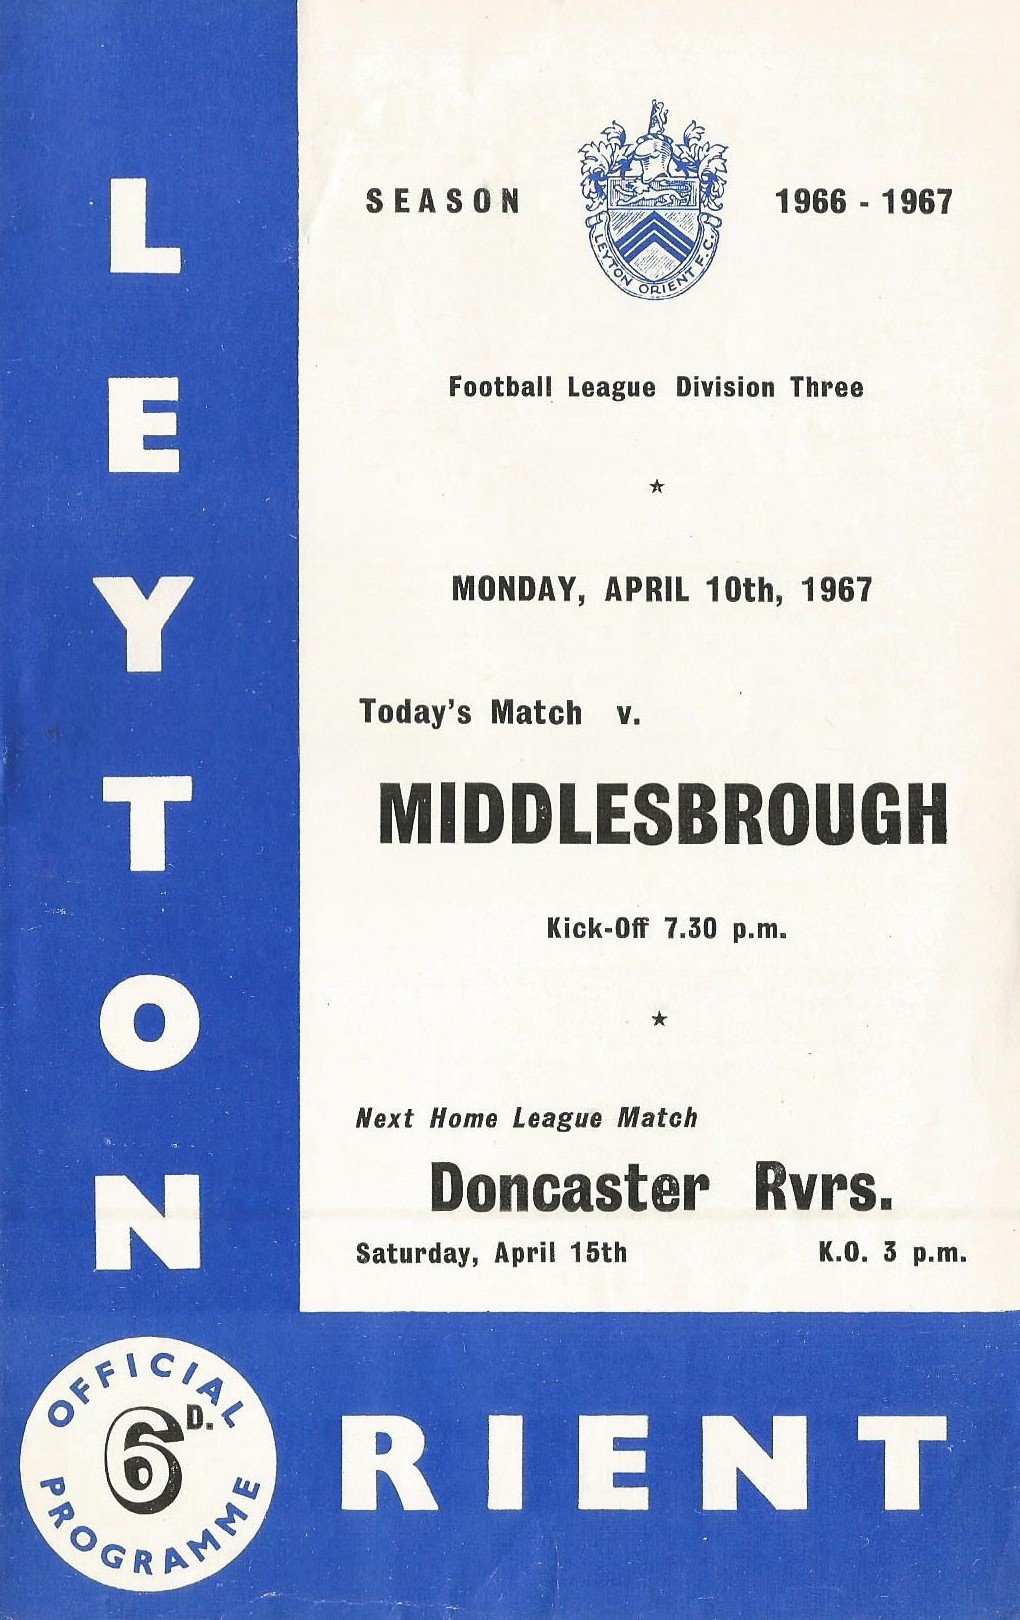 LEYTON
SEASON 1966 - 1967
LEYTON ORIENT F.C.
Football League Division Three
MONDAY, APRIL 10th, 1967
Today's Match v.
MIDDLESBROUGH
Kick-Off 7.30 p.m.
Next Home League Match
Doncaster Rvrs.
Saturday, April 15th K.O. 3 p.m.
OFFICIAL
6D.
PROGRAMME
RIENT